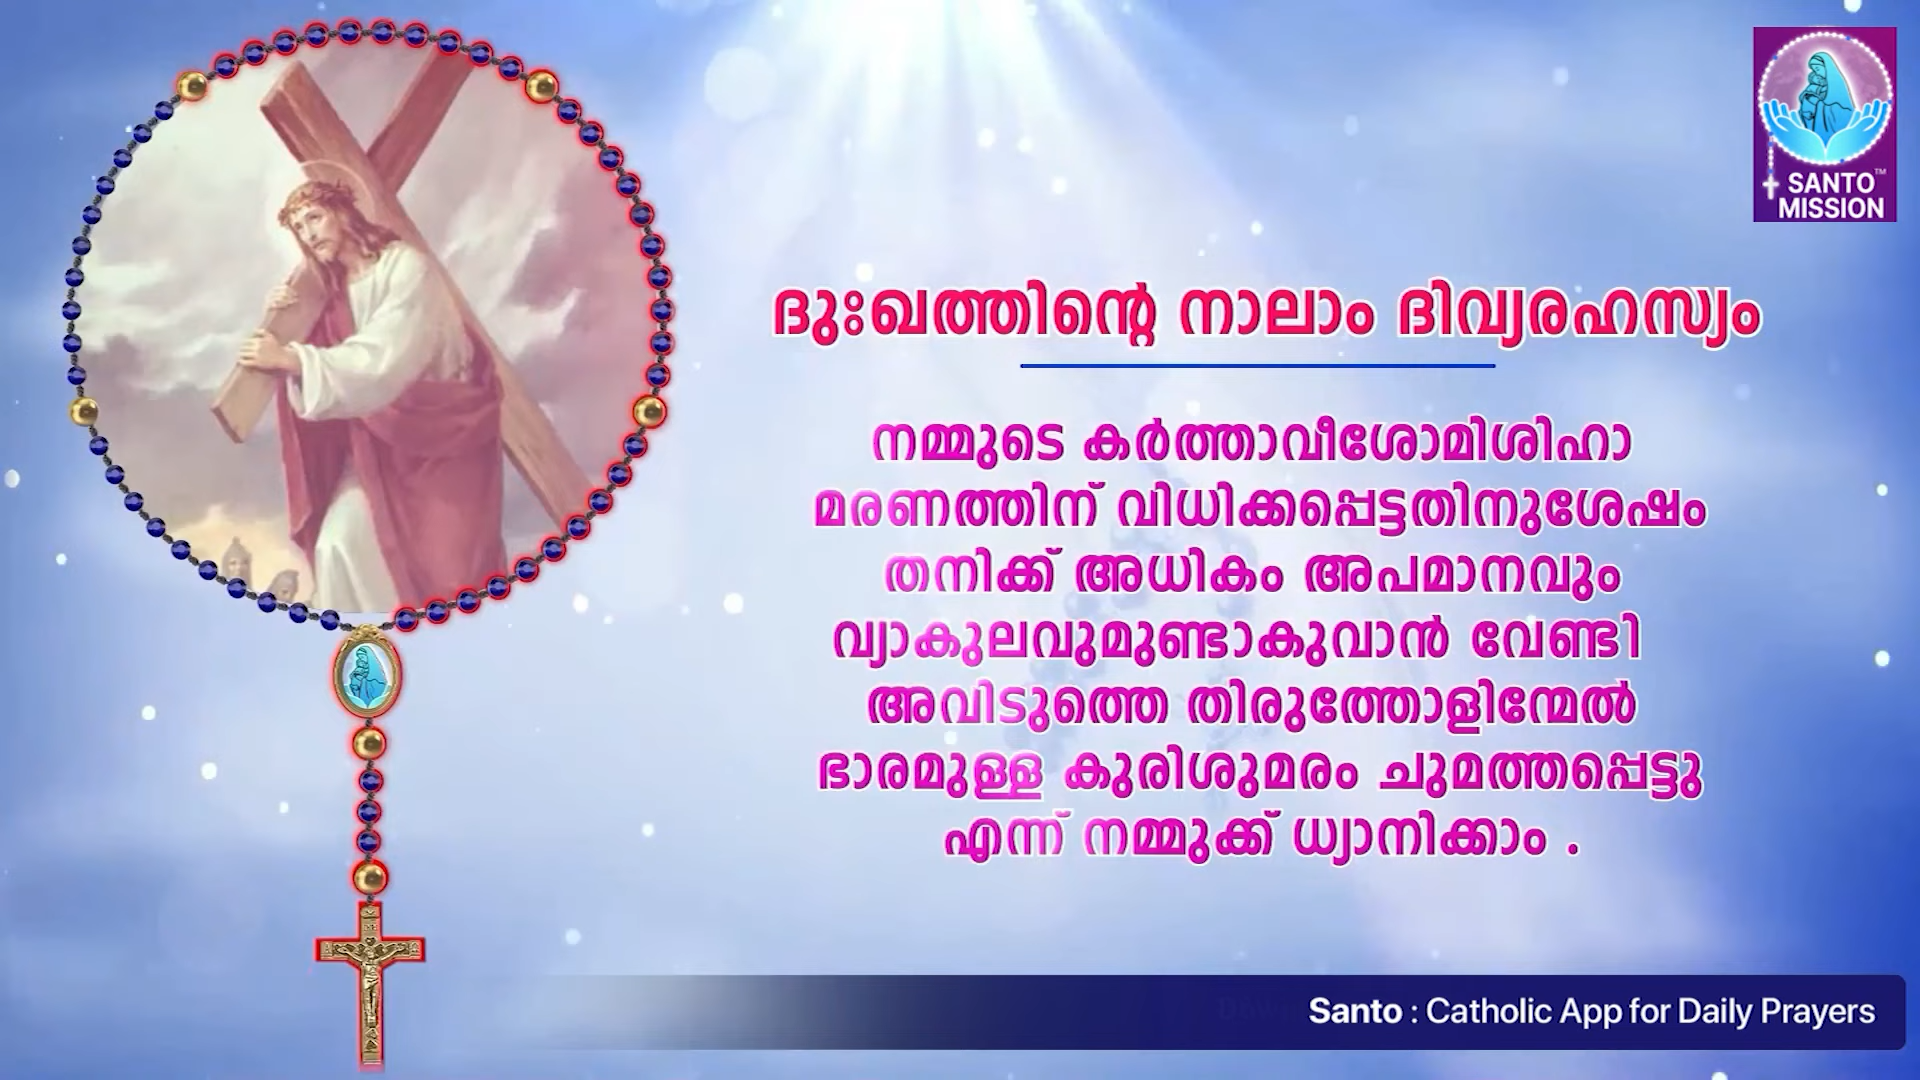 SANTO™
MISSION
ദുഃഖത്തിന്റെ നാലാം ദിവ്യരഹസ്യം
നമ്മുടെ കർത്താവീശോമിശിഹാ
മരണത്തിന് വിധിക്കപ്പെട്ടതിനുശേഷം
തനിക്ക് അധികം അപമാനവും
വ്യാകുലവുമുണ്ടാകുവാൻ വേണ്ടി
അവിടുത്തെ തിരുത്തോളിന്മേൽ
ഭാരമുള്ള കുരിശുമരം ചുമത്തപ്പെട്ടു
എന്ന് നമ്മുക്ക് ധ്യാനിക്കാം .
Santo : Catholic App for Daily Prayers